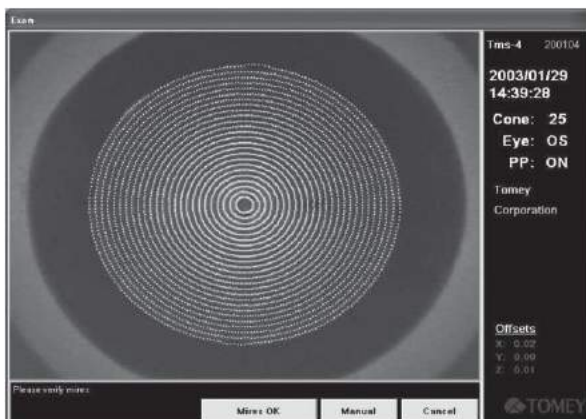 Exam
Tms-4 200104
2003/01/29
14:39:28
Cone: 25
Eye: OS
PP: ON
Tomey
Corporation
Offsets
X: 0.02
Y: 0.00
Z: 0.01
Please verify mires
Mires OK Manual Cancel
TOMEY